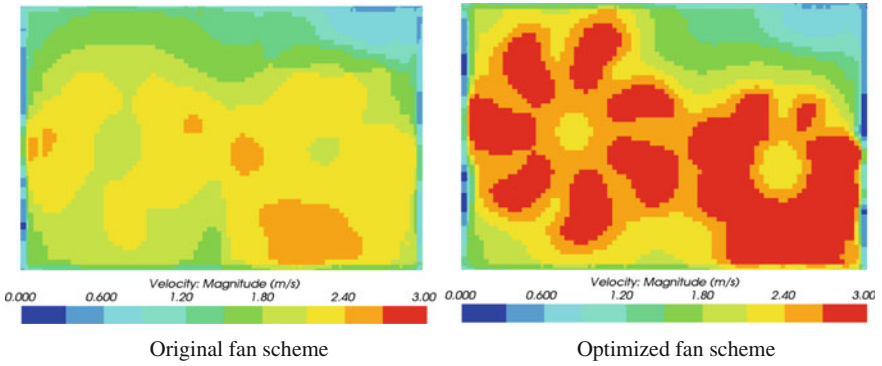 Velocity: Magnitude (m/s)
0.000 0.600 1.20 1.80 2.40 3.00
Original fan scheme
Velocity: Magnitude (m/s)
0.000 0.600 1.20 1.80 2.40 3.00
Optimized fan scheme